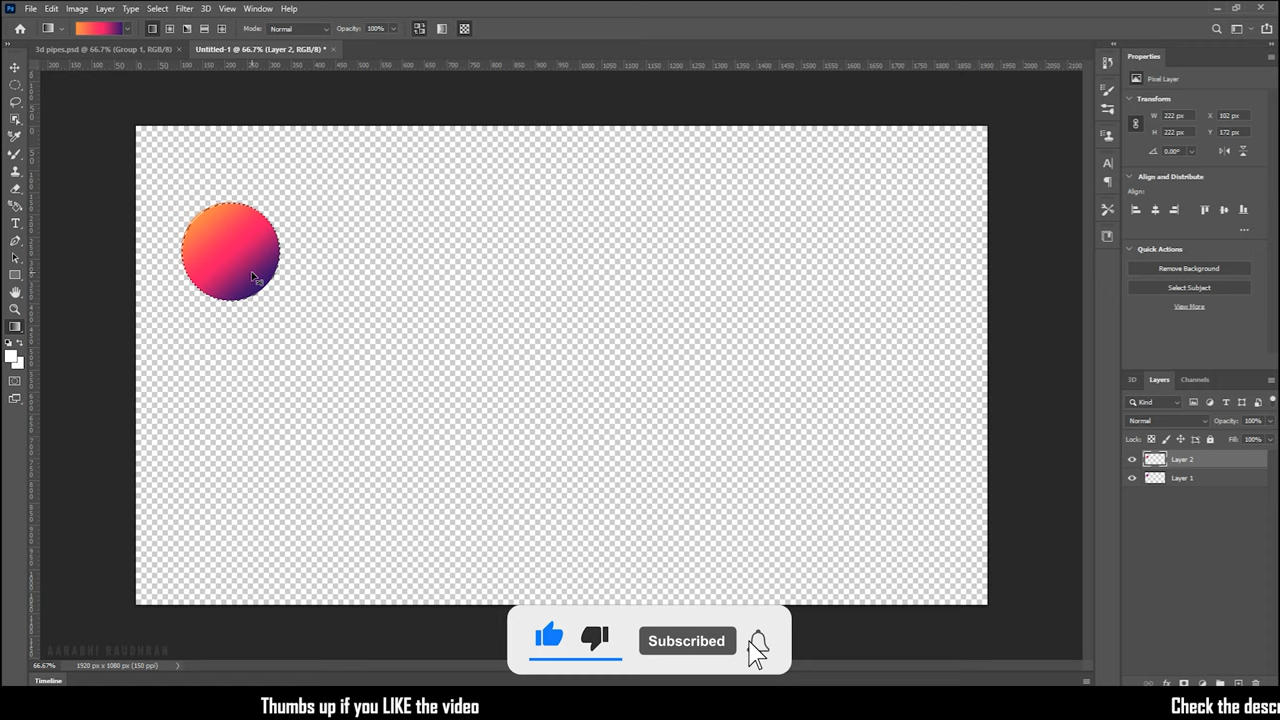 File Edit Image Layer Type Select Filter 3D View Window Help
Mode: Normal Opacity: 100%
3d pipes.psd @ 66.7% (Group 1, RGB/8) × Untitled-1 @ 66.7% (Layer 2, RGB/8) * ×
Properties
Pixel Layer
Transform
W 222 px X 102 px
H 222 px Y 172 px
0.00°
Align and Distribute
Align:
Quick Actions
Remove Background
Select Subject
View More
3D Layers Channels
Kind
Normal Opacity: 100%
Lock: Fill: 100%
Layer 2
Layer 1
Subscribed
AARABHI RAUDHRAM
66.67% 1920 px x 1080 px (150 ppi)
Timeline
Thumbs up if you LIKE the video Check the desc